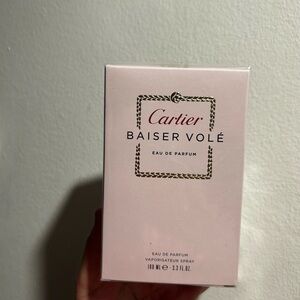 Cartier
BAISER VOLÉ
EAU DE PARFUM
EAU DE PARFUM
VAPORISATEUR SPRAY
100 ML ℮ 3.3 FL.OZ.